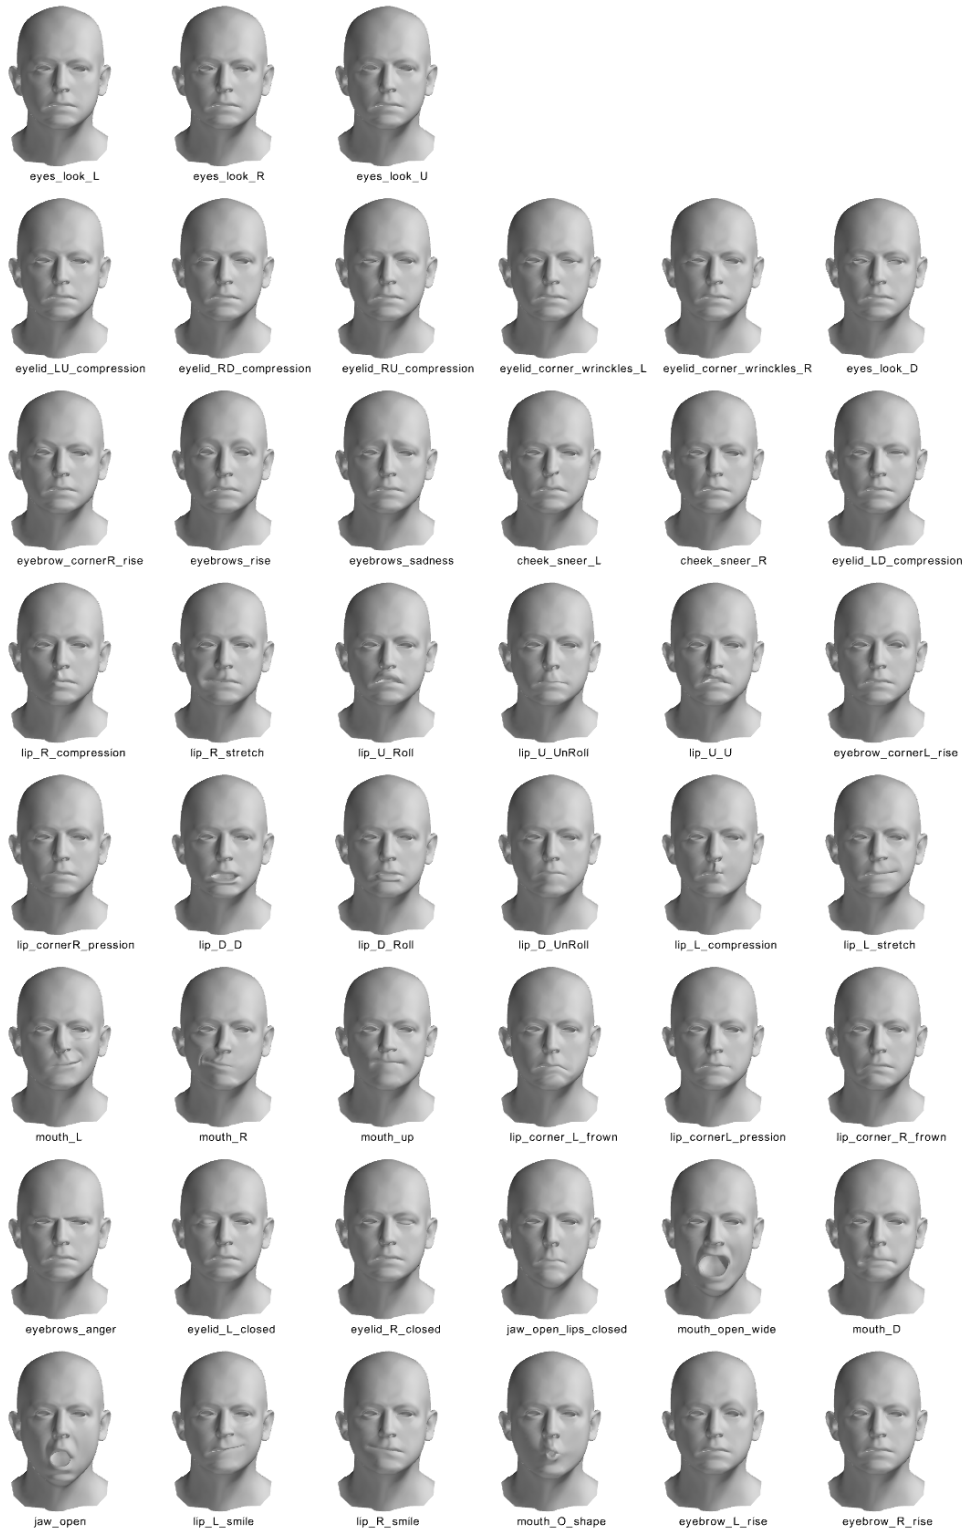 eyes_look_L eyes_look_R eyes_look_U
eyelid_LU_compression eyelid_RD_compression eyelid_RU_compression eyelid_corner_wrinckles_L eyelid_corner_wrinckles_R eyes_look_D
eyebrow_cornerR_rise eyebrows_rise eyebrows_sadness cheek_sneer_L cheek_sneer_R eyelid_LD_compression
lip_R_compression lip_R_stretch lip_U_Roll lip_U_UnRoll lip_U_U eyebrow_cornerL_rise
lip_cornerR_pression lip_D_D lip_D_Roll lip_D_UnRoll lip_L_compression lip_L_stretch
mouth_L mouth_R mouth_up lip_corner_L_frown lip_cornerL_pression lip_corner_R_frown
eyebrows_anger eyelid_L_closed eyelid_R_closed jaw_open_lips_closed mouth_open_wide mouth_D
jaw_open lip_L_smile lip_R_smile mouth_O_shape eyebrow_L_rise eyebrow_R_rise